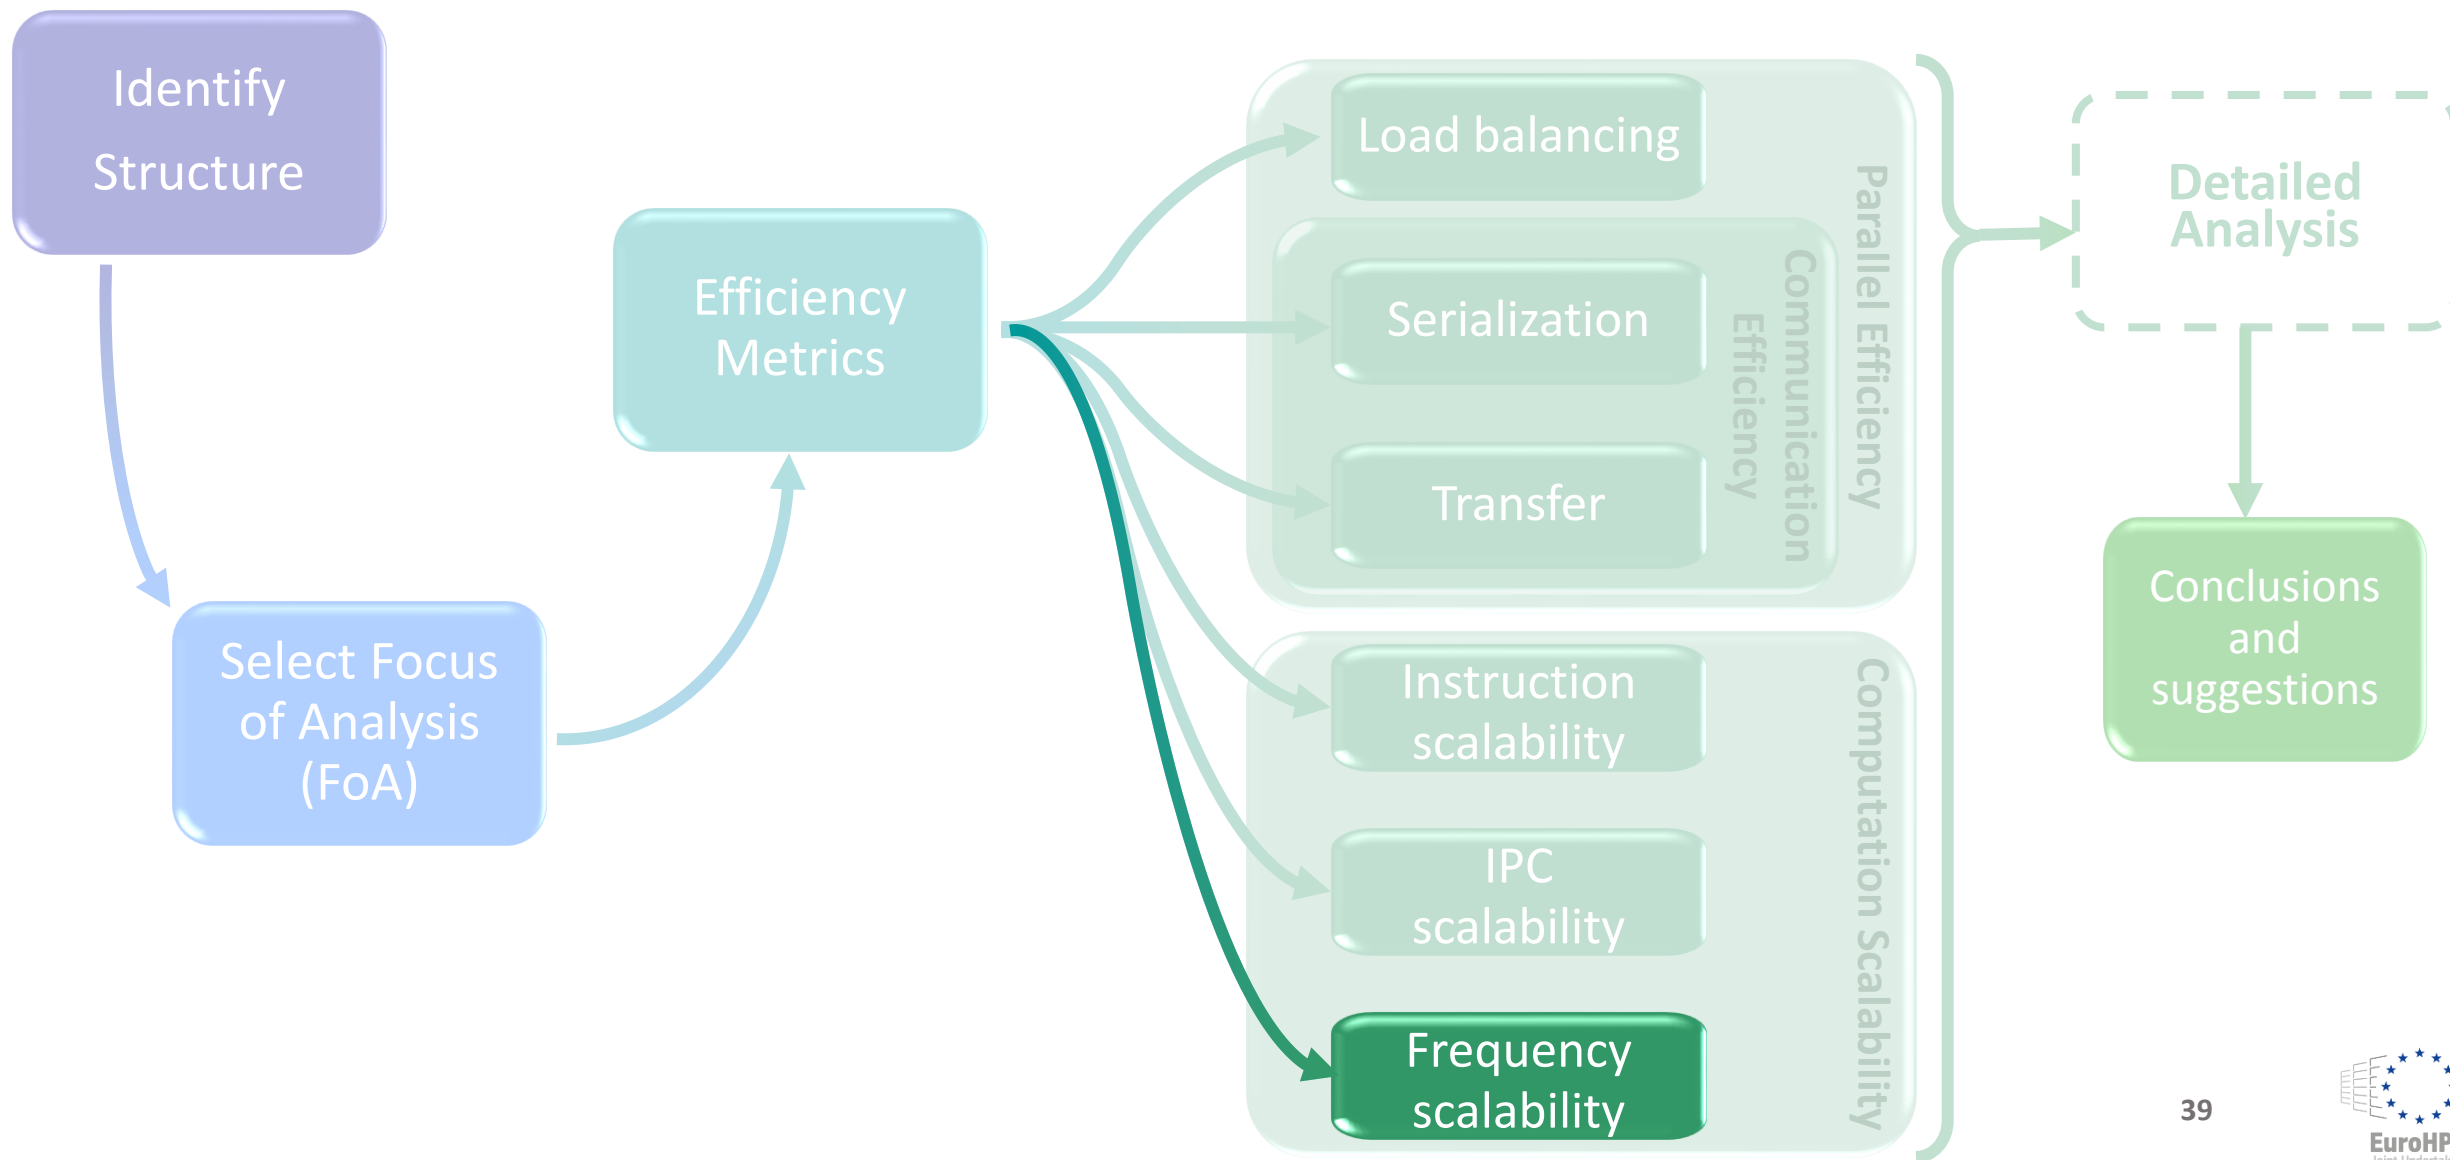 Identify
Structure
Select Focus
of Analysis
(FoA)
Efficiency
Metrics
Load balancing
Serialization
Transfer
Communication
Efficiency
Parallel Efficiency
Instruction
scalability
IPC
scalability
Frequency
scalability
Computation Scalability
Detailed
Analysis
Conclusions
and
suggestions
39
EuroHP